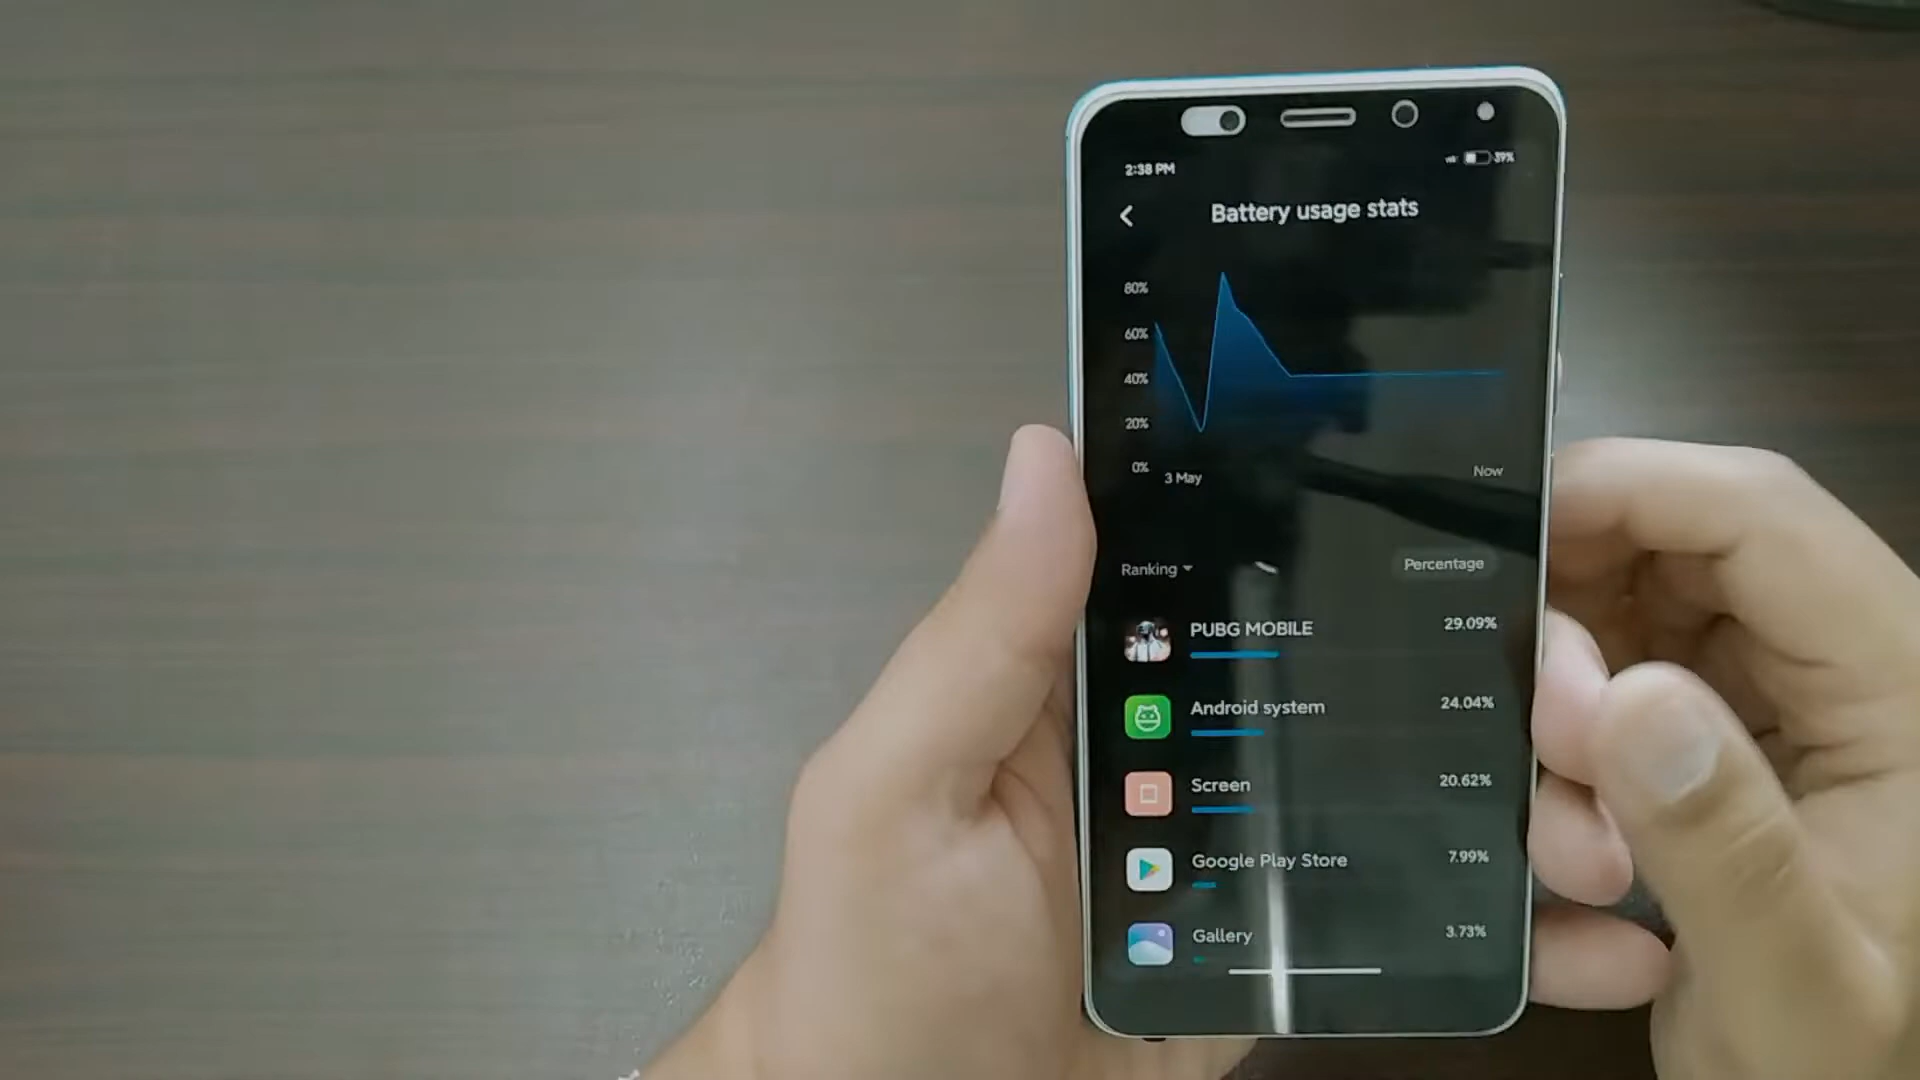 2:38 PM
39%
Battery usage stats
80%
60%
40%
20%
0%
3 May
Now
Ranking
Percentage
PUBG MOBILE
29.09%
Android system
24.04%
Screen
20.62%
Google Play Store
7.99%
Gallery
3.73%